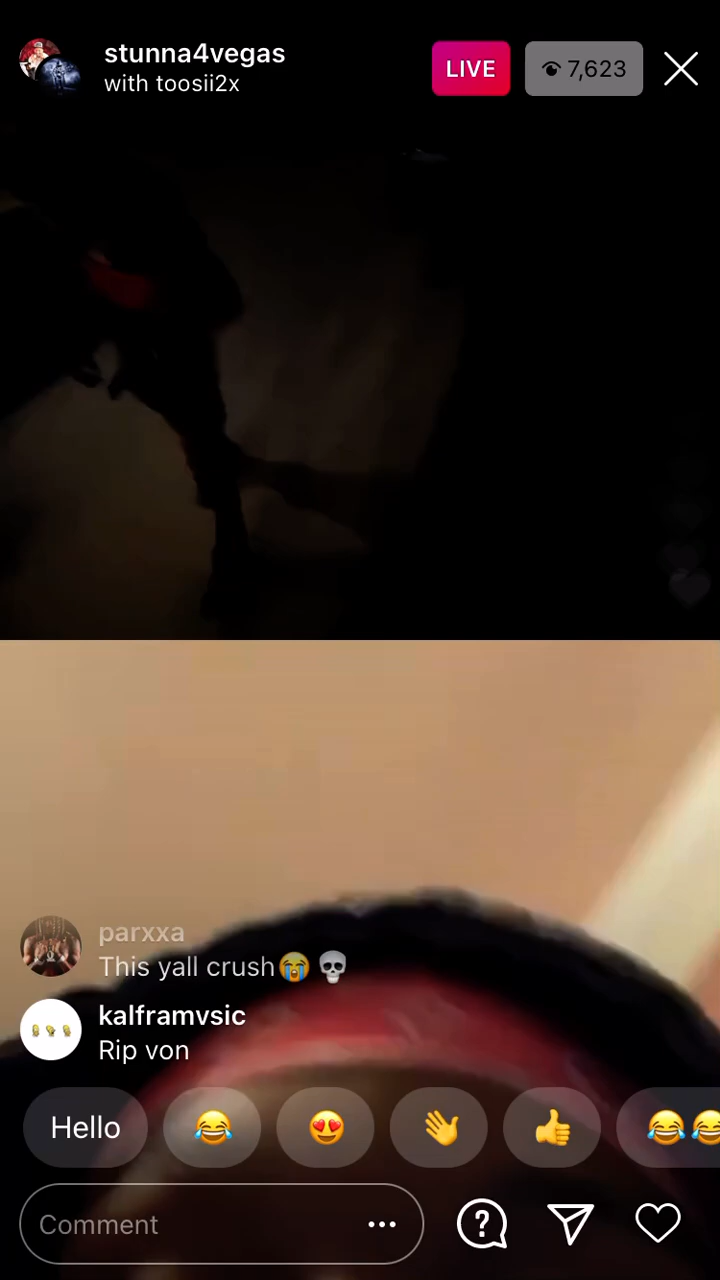 stunna4vegas
with toosii2x
LIVE
7,623
parxxa
This yall crush😭 💀
kalframvsic
Rip von
Hello
Comment